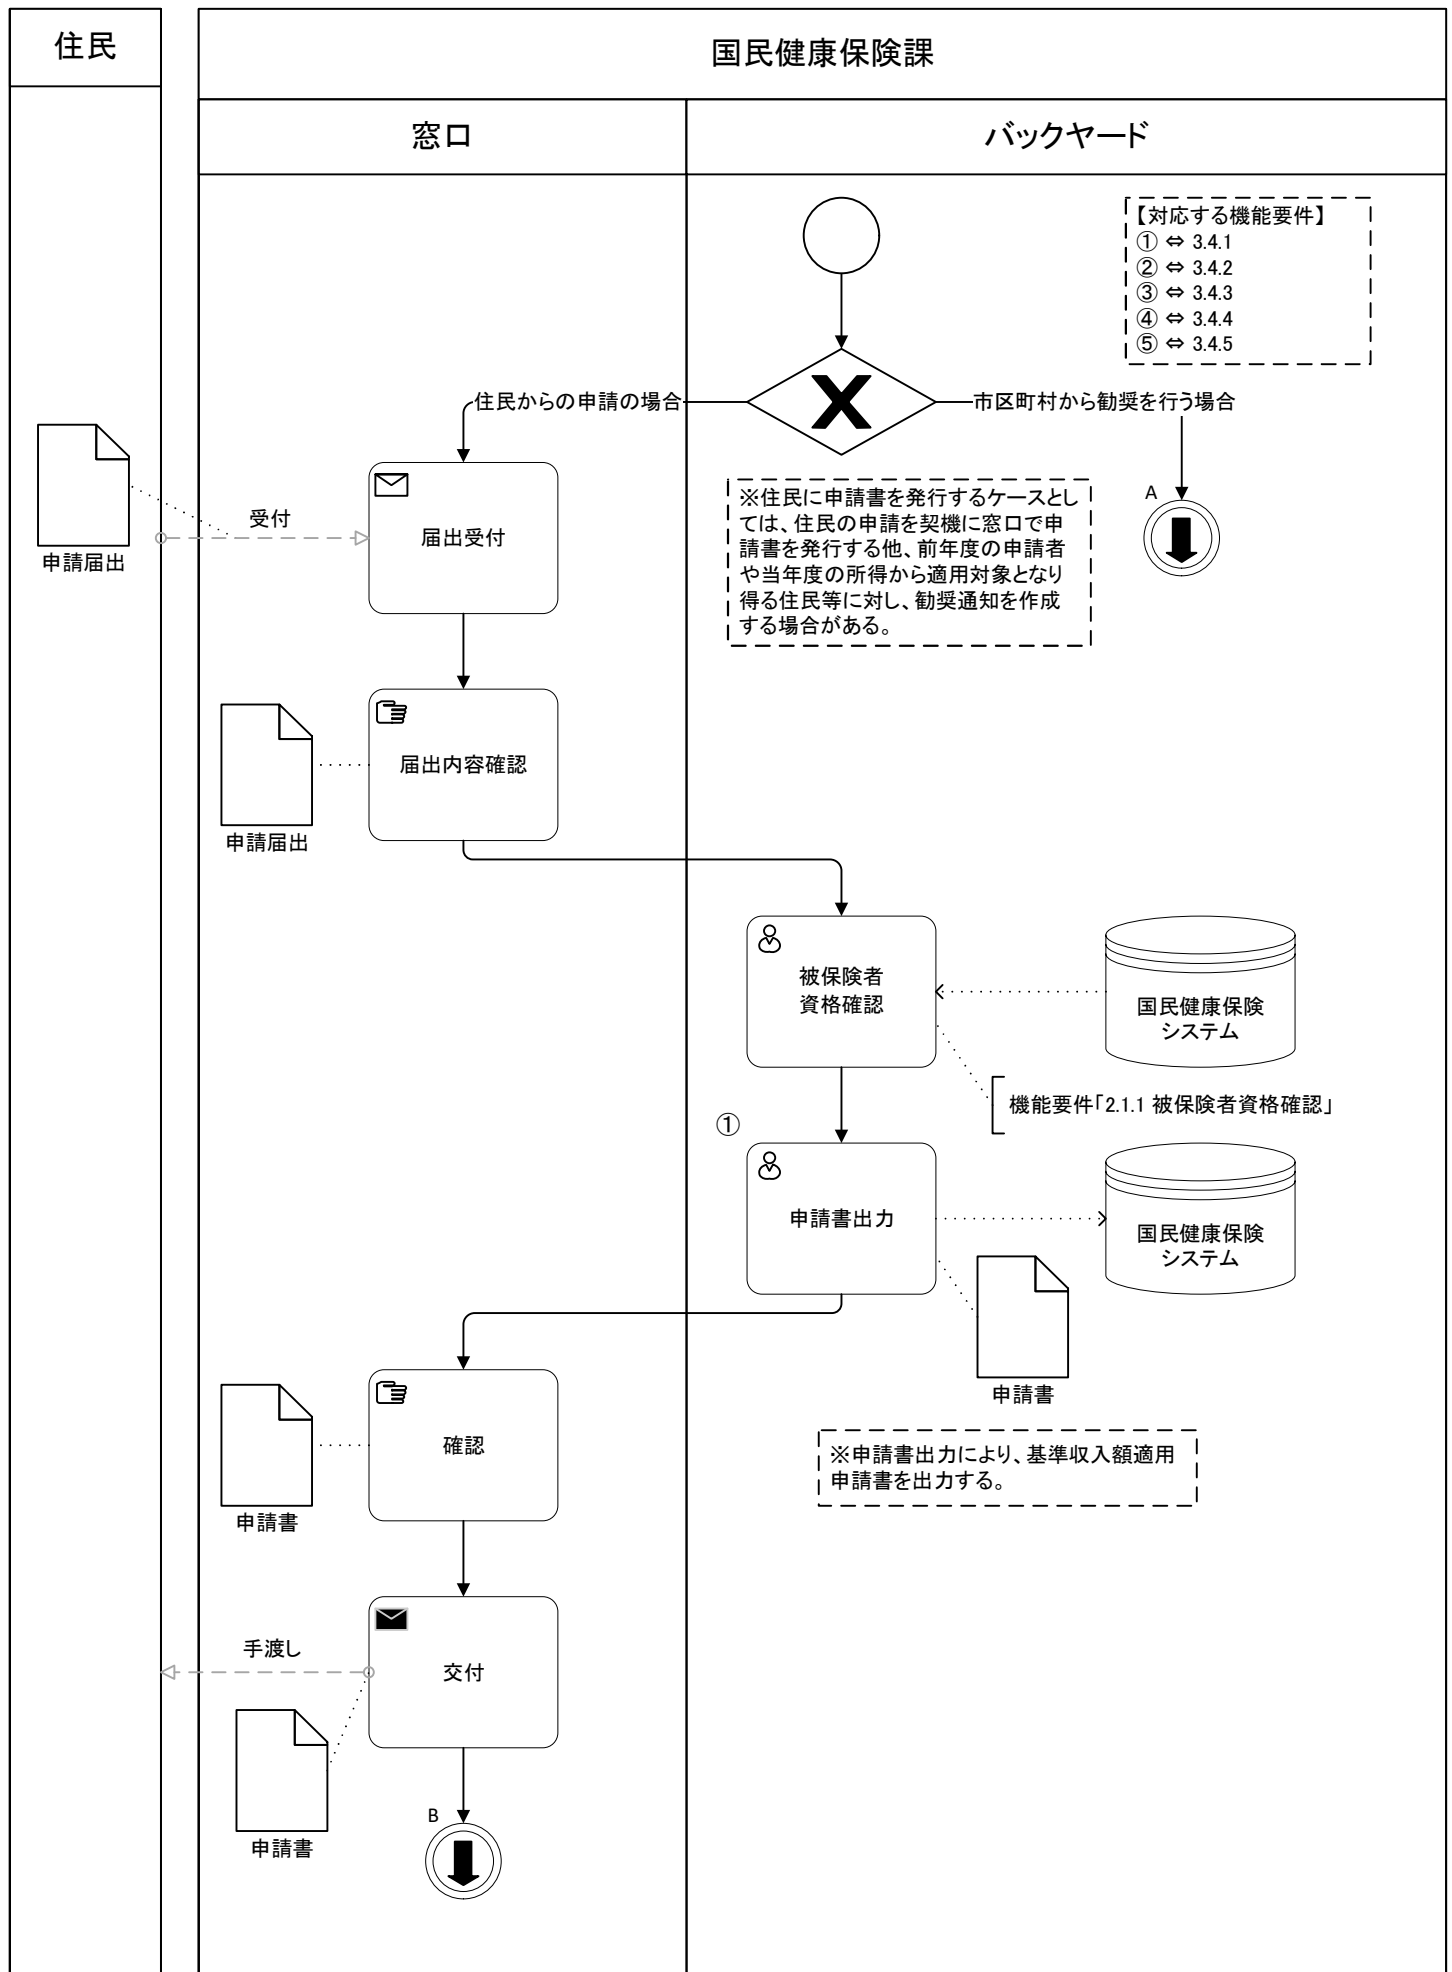 住民
国民健康保険課
窓口
バックヤード
【対応する機能要件】
① ⇔ 3.4.1
② ⇔ 3.4.2
③ ⇔ 3.4.3
④ ⇔ 3.4.4
⑤ ⇔ 3.4.5
住民からの申請の場合
市区町村から勧奨を行う場合
A
※住民に申請書を発行するケースとし
ては、住民の申請を契機に窓口で申
請書を発行する他、前年度の申請者
や当年度の所得から適用対象となり
得る住民等に対し、勧奨通知を作成
する場合がある。
申請届出
受付
届出受付
届出内容確認
申請届出
被保険者
資格確認
国民健康保険
システム
機能要件「2.1.1 被保険者資格確認」
①
申請書出力
国民健康保険
システム
申請書
※申請書出力により、基準収入額適用
申請書を出力する。
確認
申請書
手渡し
交付
申請書
B